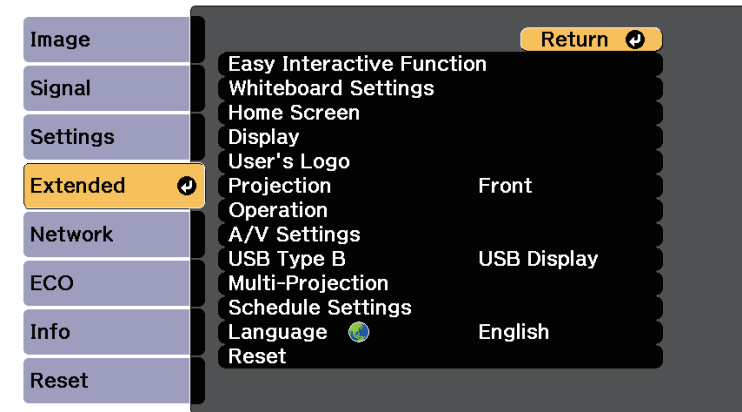 Image
Signal
Settings
Extended
Network
ECO
Info
Reset
Return
Easy Interactive Function
Whiteboard Settings
Home Screen
Display
User's Logo
Projection Front
Operation
A/V Settings
USB Type B USB Display
Multi-Projection
Schedule Settings
Language English
Reset